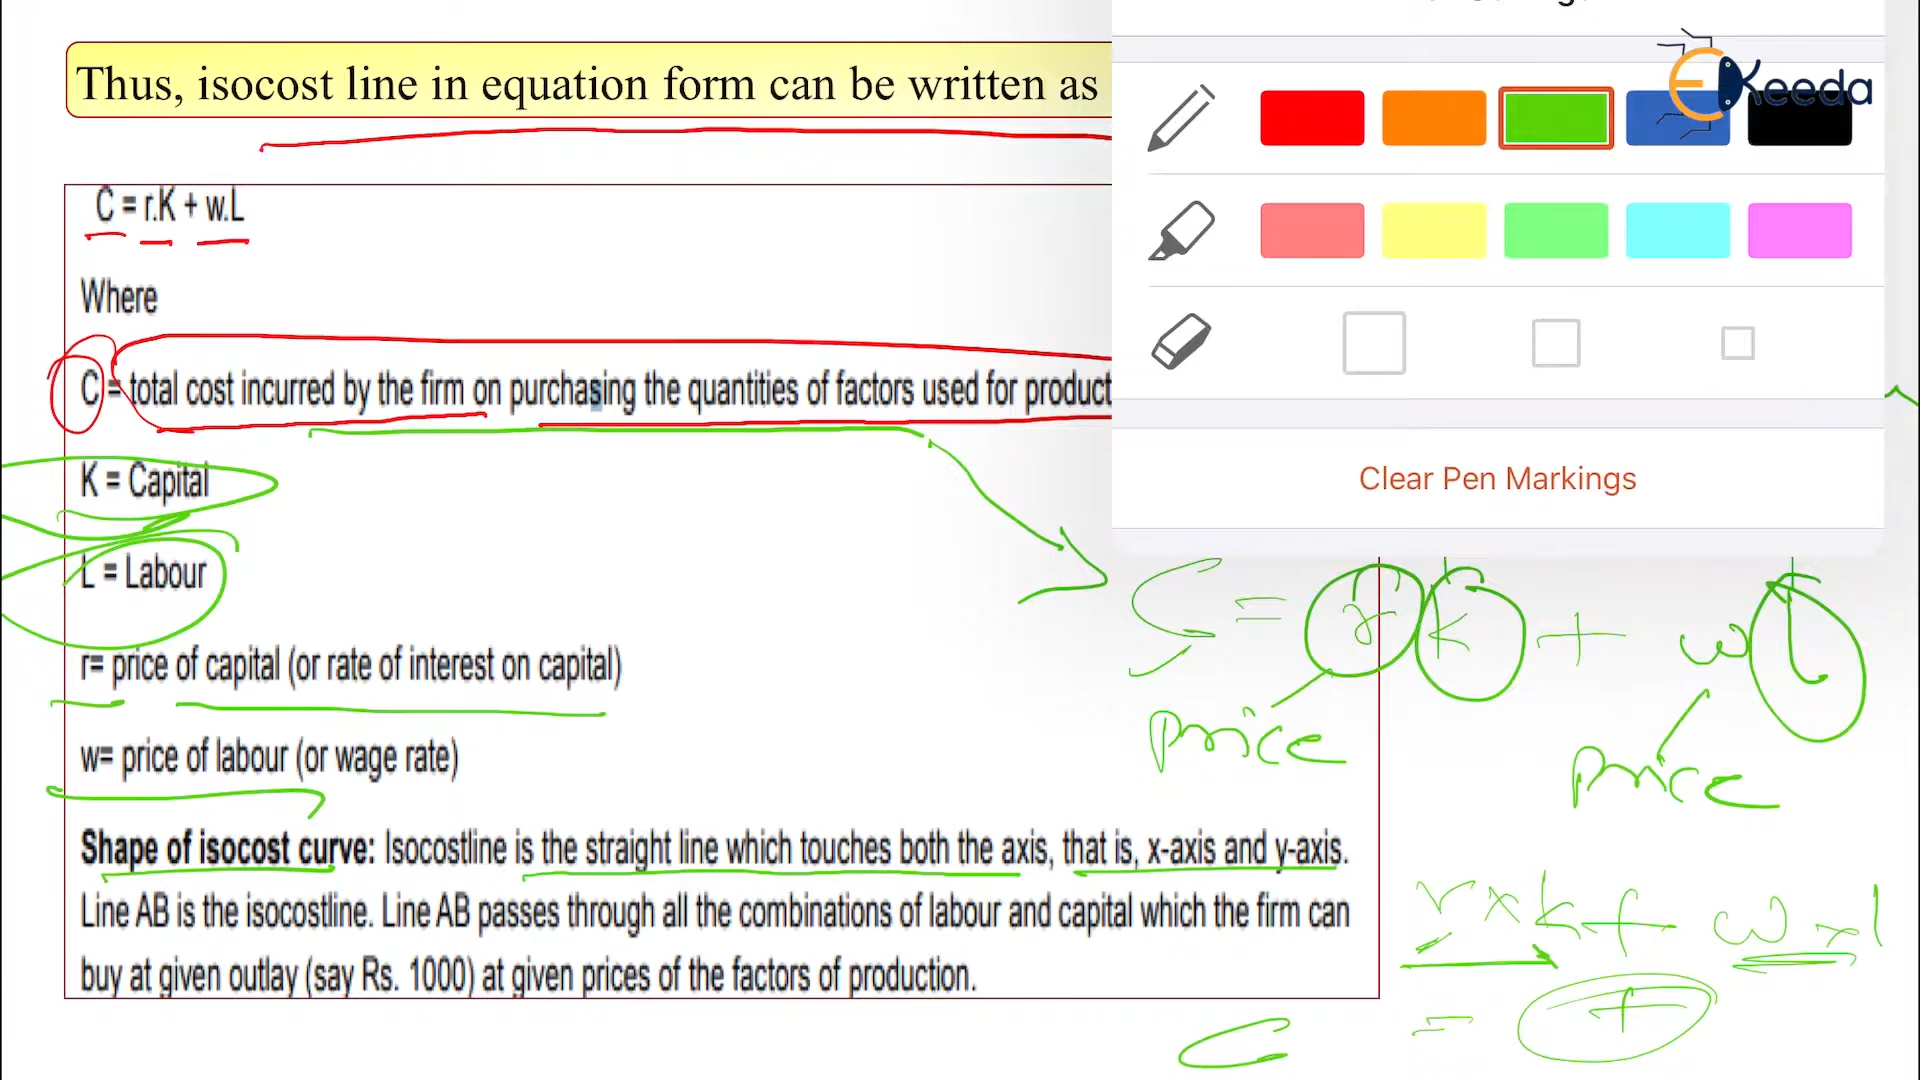 Thus, isocost line in equation form can be written as
EKeeda
C = r.K + w.L
Where
C = total cost incurred by the firm on purchasing the quantities of factors used for product
K = Capital
Clear Pen Markings
L = Labour
C = r k + w L
r= price of capital (or rate of interest on capital)
price
price
w= price of labour (or wage rate)
Shape of isocost curve: Isocostline is the straight line which touches both the axis, that is, x-axis and y-axis.
Line AB is the isocostline. Line AB passes through all the combinations of labour and capital which the firm can
buy at given outlay (say Rs. 1000) at given prices of the factors of production.
r x k + w x l
C = +